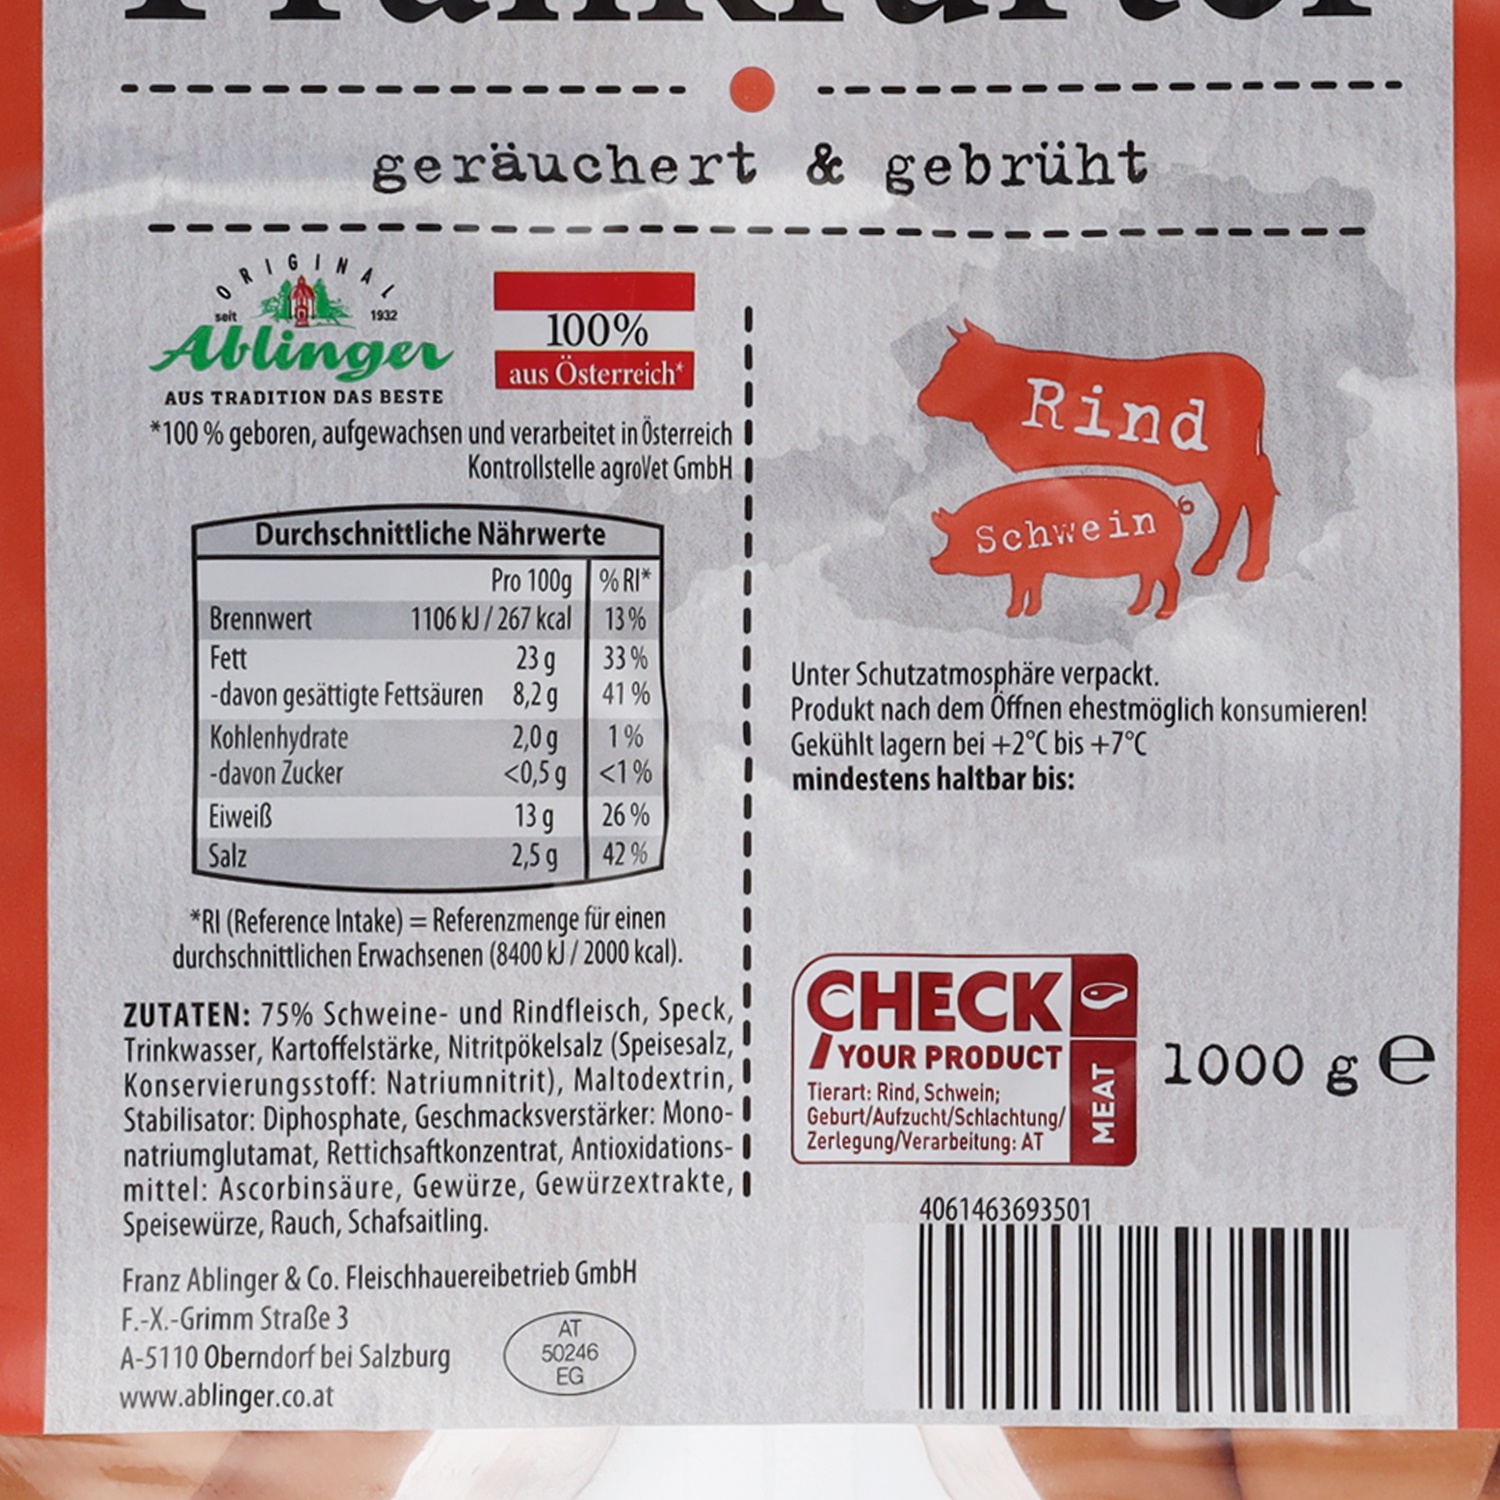 Frankfurter
geräuchert & gebrüht
ORIGINAL
seit 1932
Ablinger
AUS TRADITION DAS BESTE
100%
aus Österreich*
*100 % geboren, aufgewachsen und verarbeitet in Österreich
Kontrollstelle agroVet GmbH
Durchschnittliche Nährwerte
Pro 100g % RI*
Brennwert 1106 kJ / 267 kcal 13 %
Fett 23 g 33 %
-davon gesättigte Fettsäuren 8,2 g 41 %
Kohlenhydrate 2,0 g 1 %
-davon Zucker <0,5 g <1 %
Eiweiß 13 g 26 %
Salz 2,5 g 42 %
*RI (Reference Intake) = Referenzmenge für einen
durchschnittlichen Erwachsenen (8400 kJ / 2000 kcal).
ZUTATEN: 75% Schweine- und Rindfleisch, Speck,
Trinkwasser, Kartoffelstärke, Nitritpökelsalz (Speisesalz,
Konservierungsstoff: Natriumnitrit), Maltodextrin,
Stabilisator: Diphosphate, Geschmacksverstärker: Mono-
natriumglutamat, Rettichsaftkonzentrat, Antioxidations-
mittel: Ascorbinsäure, Gewürze, Gewürzextrakte,
Speisewürze, Rauch, Schafsaitling.
Franz Ablinger & Co. Fleischhauereibetrieb GmbH
F.-X.-Grimm Straße 3
A-5110 Oberndorf bei Salzburg
www.ablinger.co.at
AT
50246
EG
Rind
Schwein
Unter Schutzatmosphäre verpackt.
Produkt nach dem Öffnen ehestmöglich konsumieren!
Gekühlt lagern bei +2°C bis +7°C
mindestens haltbar bis:
CHECK
YOUR PRODUCT
Tierart: Rind, Schwein;
Geburt/Aufzucht/Schlachtung/
Zerlegung/Verarbeitung: AT
MEAT
1000 g e
4061463693501